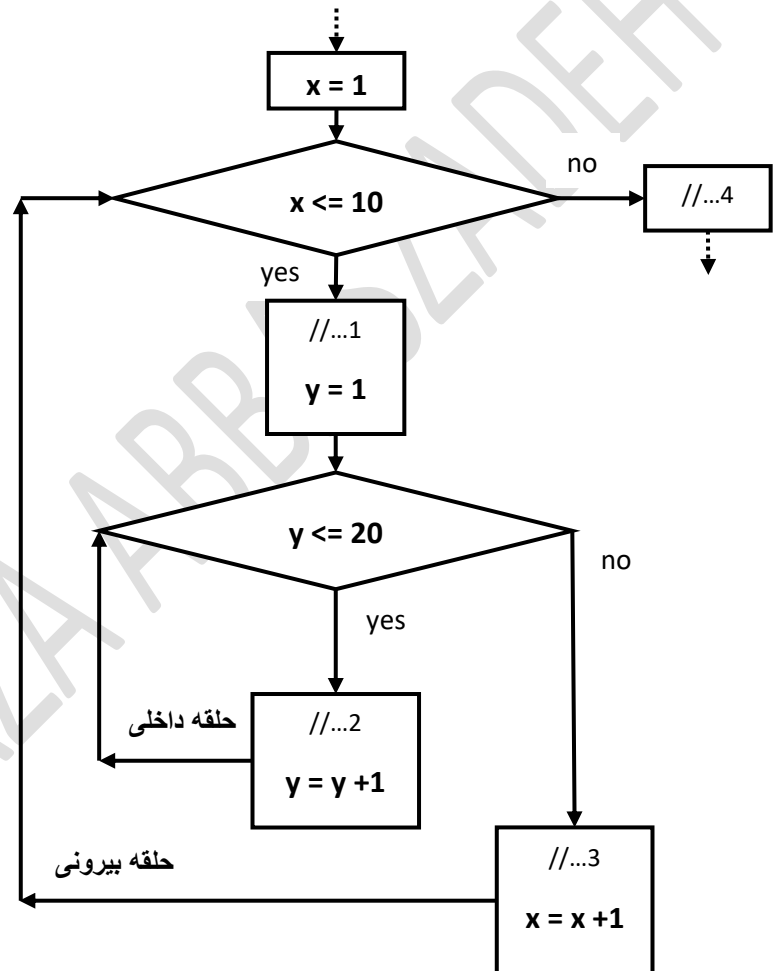 x = 1
x <= 10
no
//...4
yes
//...1
y = 1
y <= 20
no
yes
حلقه داخلی
//...2
y = y +1
حلقه بیرونی
//...3
x = x +1